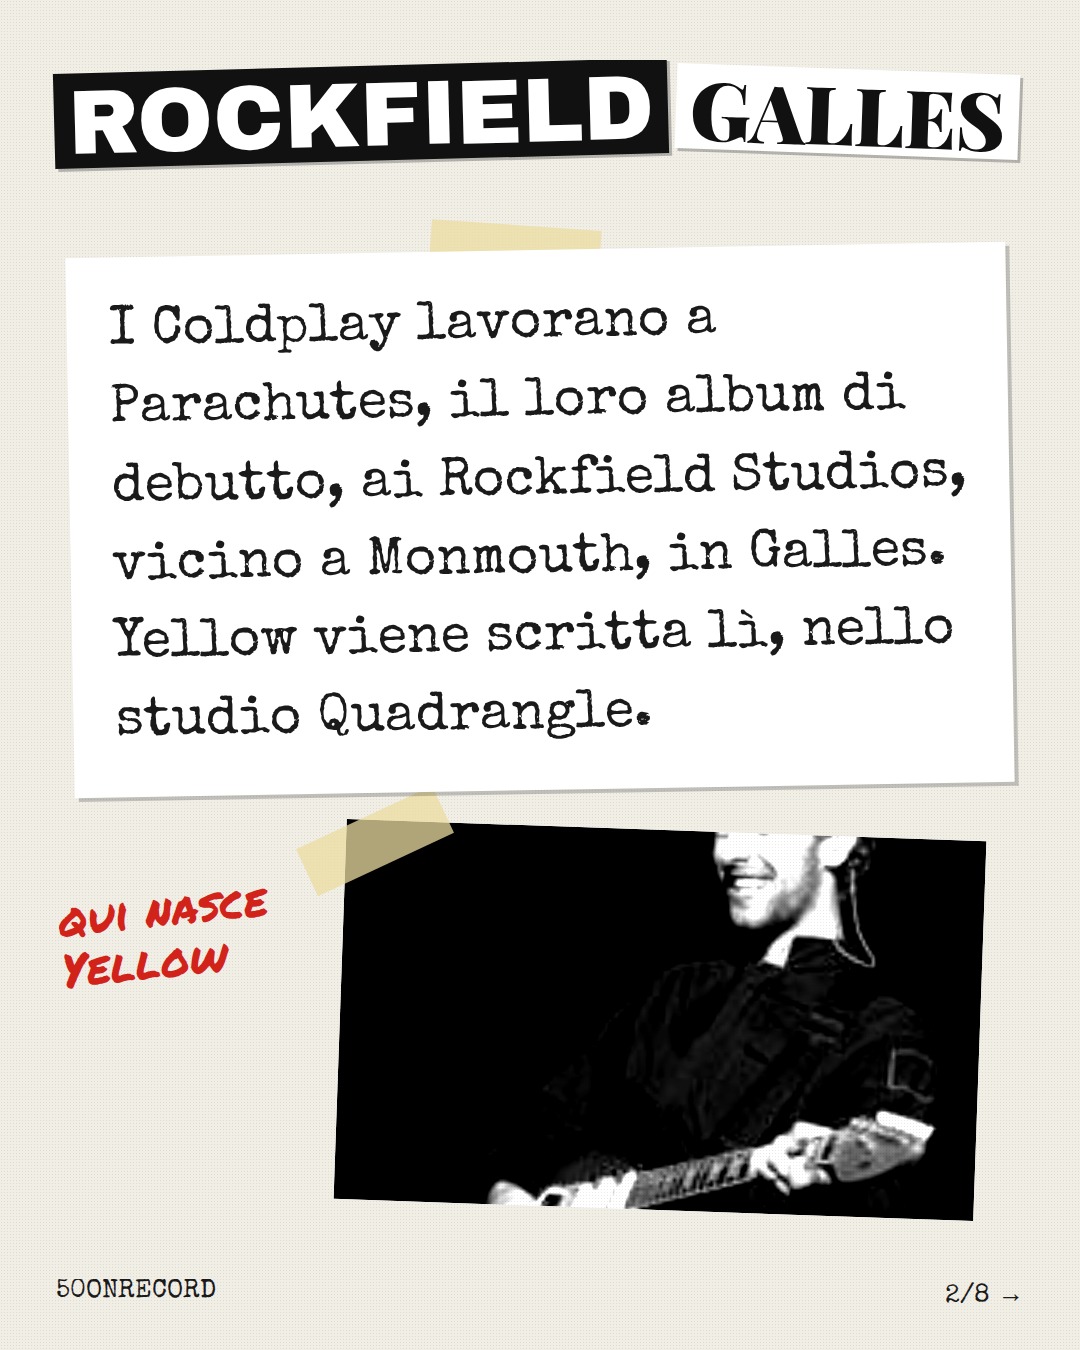 ROCKFIELD GALLES
I Coldplay lavorano a
Parachutes, il loro album di
debutto, ai Rockfield Studios,
vicino a Monmouth, in Galles.
Yellow viene scritta lì, nello
studio Quadrangle.
QUI NASCE
YELLOW
50ONRECORD
2/8 →